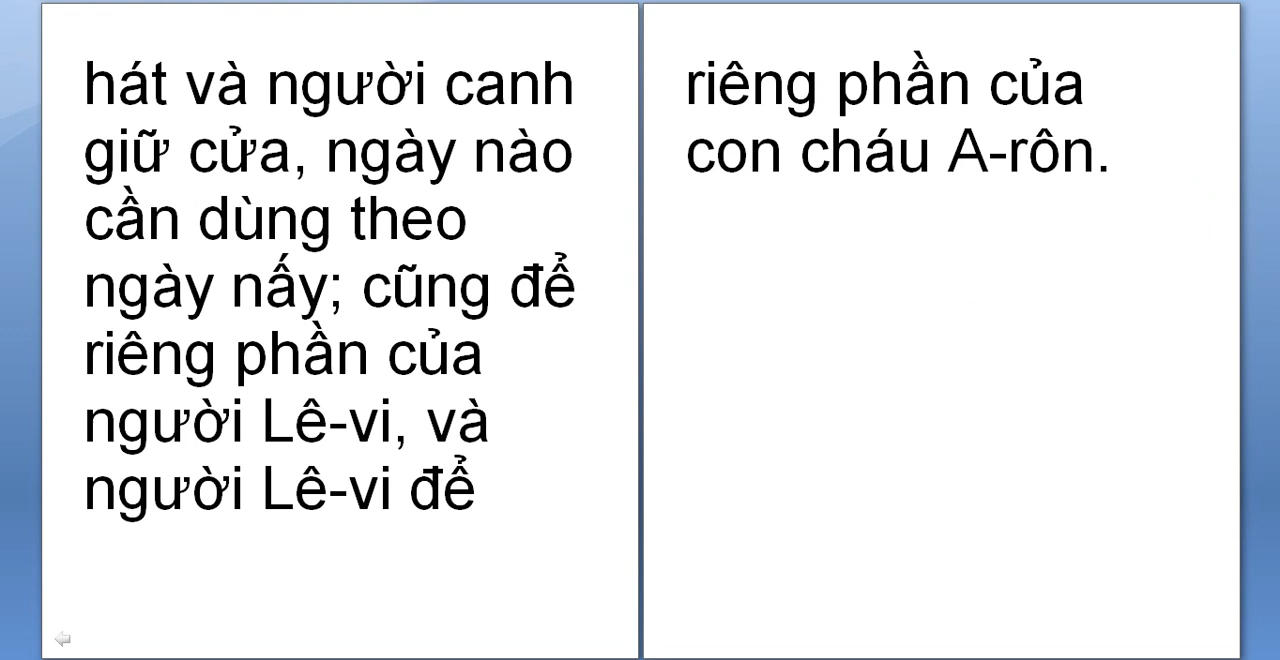 hát và người canh
giữ cửa, ngày nào
cần dùng theo
ngày nấy; cũng để
riêng phần của
người Lê-vi, và
người Lê-vi để
riêng phần của
con cháu A-rôn.